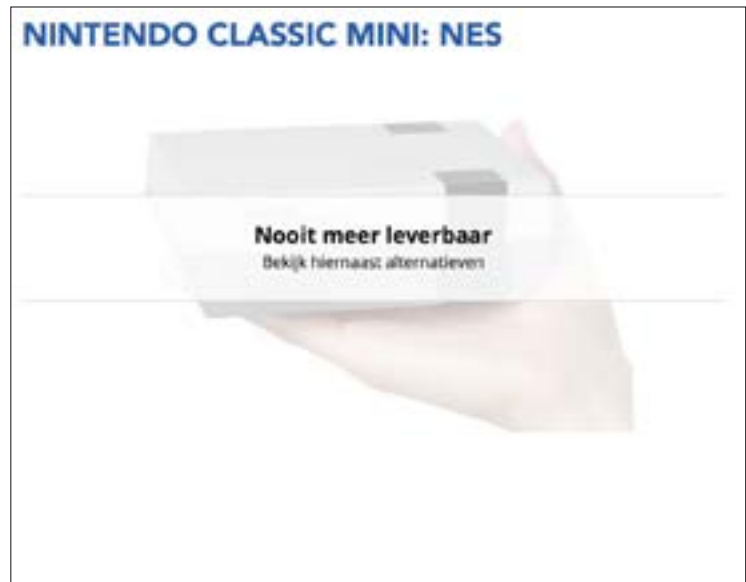 NINTENDO CLASSIC MINI: NES
Nooit meer leverbaar
Bekijk hiernaast alternatieven